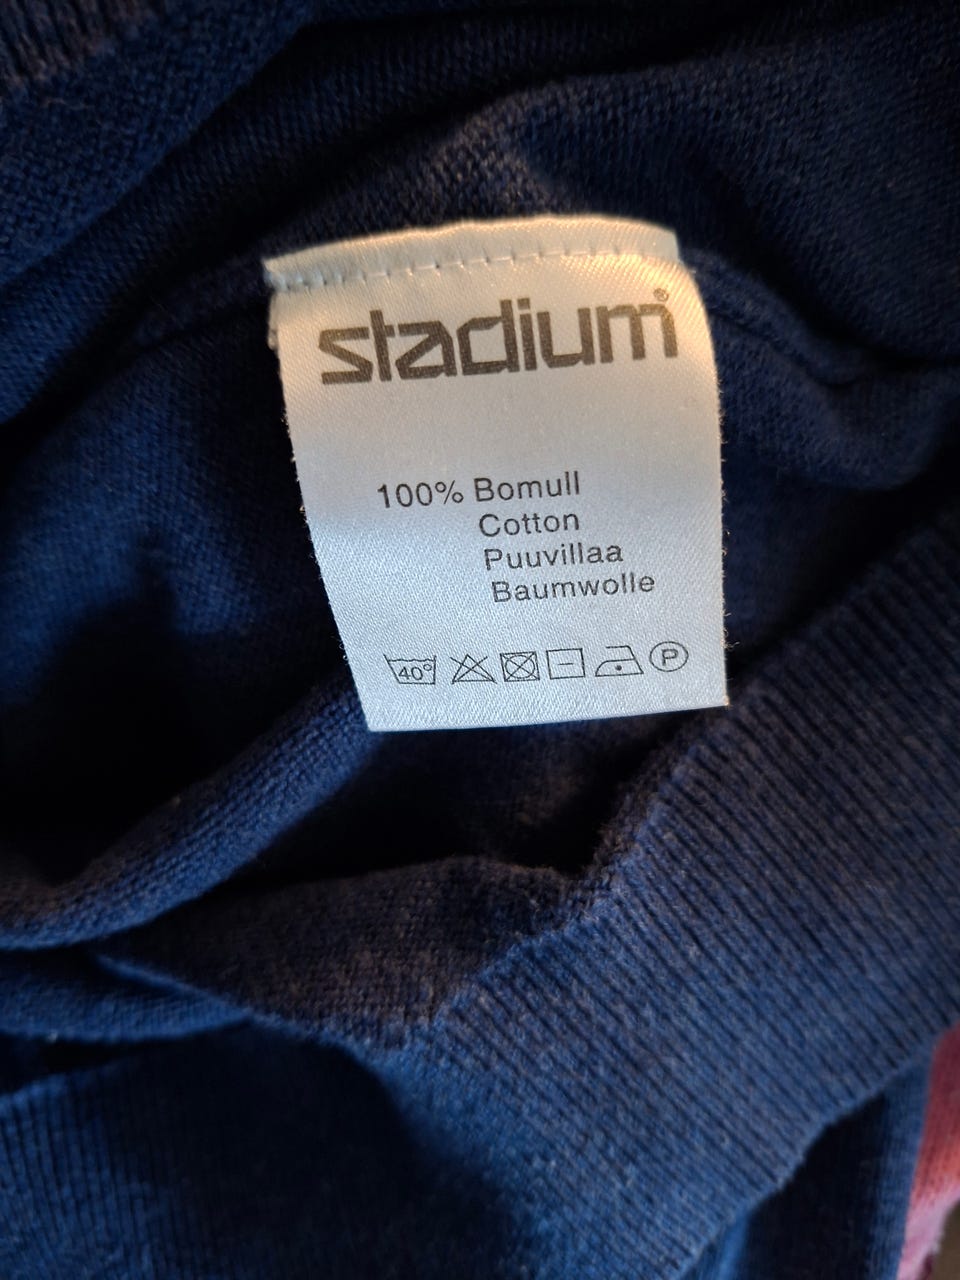 stadium®
100% Bomull
Cotton
Puuvillaa
Baumwolle
40° P